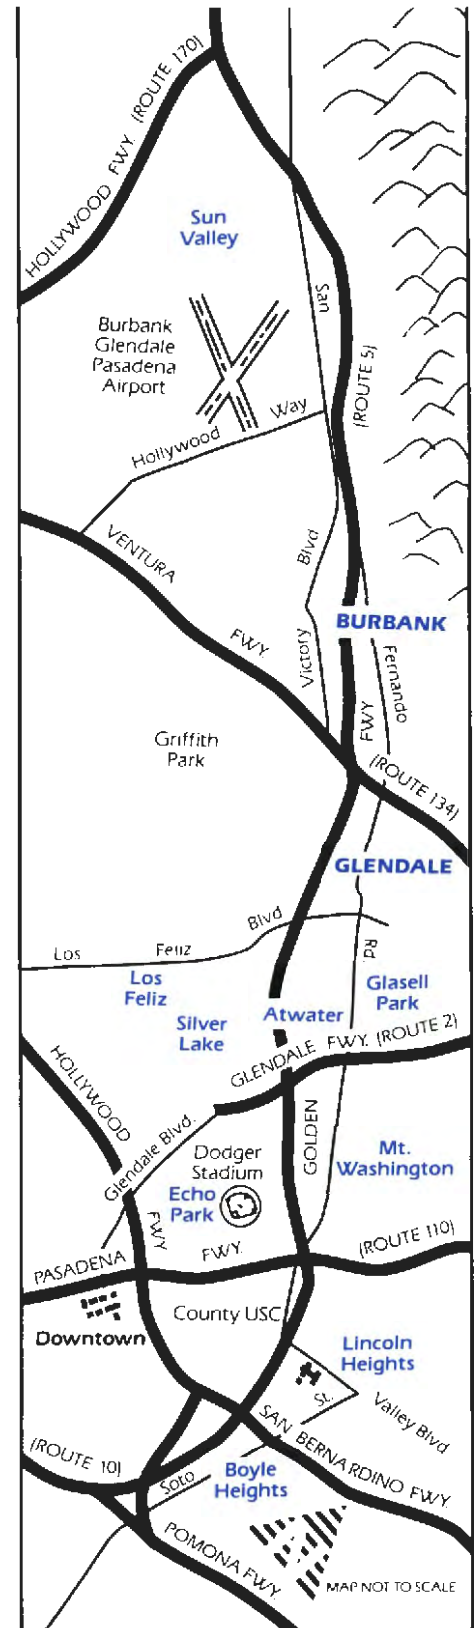 HOLLYWOOD FWY. (ROUTE 170)
Sun
Valley
San
Burbank
Glendale
Pasadena
Airport
(ROUTE 5)
Hollywood Way
VENTURA FWY.
Blvd
Victory
BURBANK
Fernando
FWY
Griffith
Park
(ROUTE 134)
GLENDALE
Los Feliz Blvd
Rd.
Los
Feliz
Glasell
Park
Silver
Lake
Atwater
GLENDALE FWY. (ROUTE 2)
HOLLYWOOD FWY
Glendale Blvd.
GOLDEN
Dodger
Stadium
Echo
Park
Mt.
Washington
PASADENA FWY. (ROUTE 110)
Downtown
County USC
Lincoln
Heights
St.
Valley Blvd
SAN BERNARDINO FWY.
(ROUTE 10)
Soto
Boyle
Heights
POMONA FWY.
MAP NOT TO SCALE